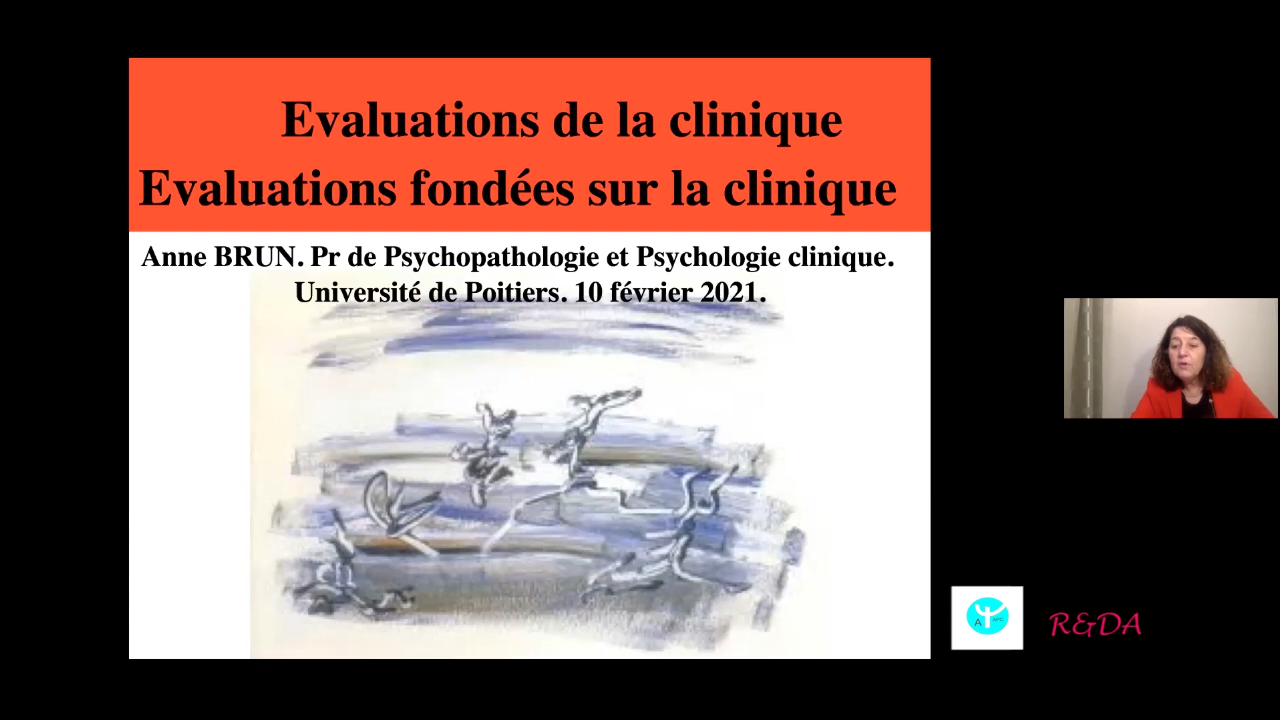 Evaluations de la clinique
Evaluations fondées sur la clinique
Anne BRUN. Pr de Psychopathologie et Psychologie clinique.
Université de Poitiers. 10 février 2021.
R&DA